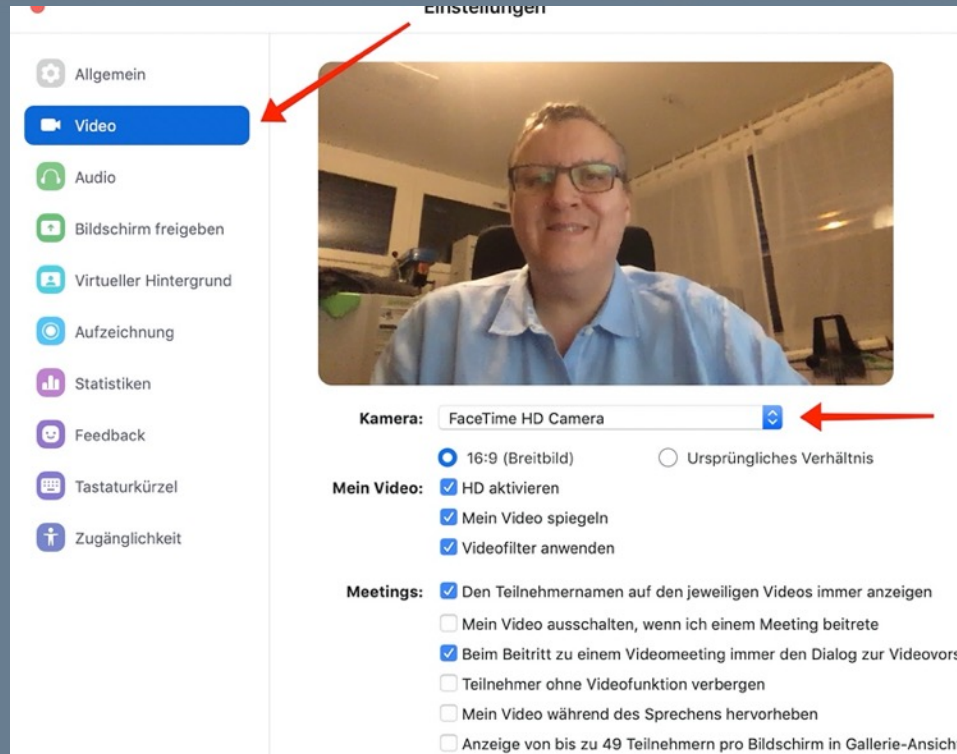 Einstellungen
Allgemein
Video
Audio
Bildschirm freigeben
Virtueller Hintergrund
Aufzeichnung
Statistiken
Feedback
Tastaturkürzel
Zugänglichkeit
Kamera: FaceTime HD Camera
16:9 (Breitbild) Ursprüngliches Verhältnis
Mein Video: HD aktivieren
Mein Video spiegeln
Videofilter anwenden
Meetings: Den Teilnehmernamen auf den jeweiligen Videos immer anzeigen
Mein Video ausschalten, wenn ich einem Meeting beitrete
Beim Beitritt zu einem Videomeeting immer den Dialog zur Videovors
Teilnehmer ohne Videofunktion verbergen
Mein Video während des Sprechens hervorheben
Anzeige von bis zu 49 Teilnehmern pro Bildschirm in Gallerie-Ansich